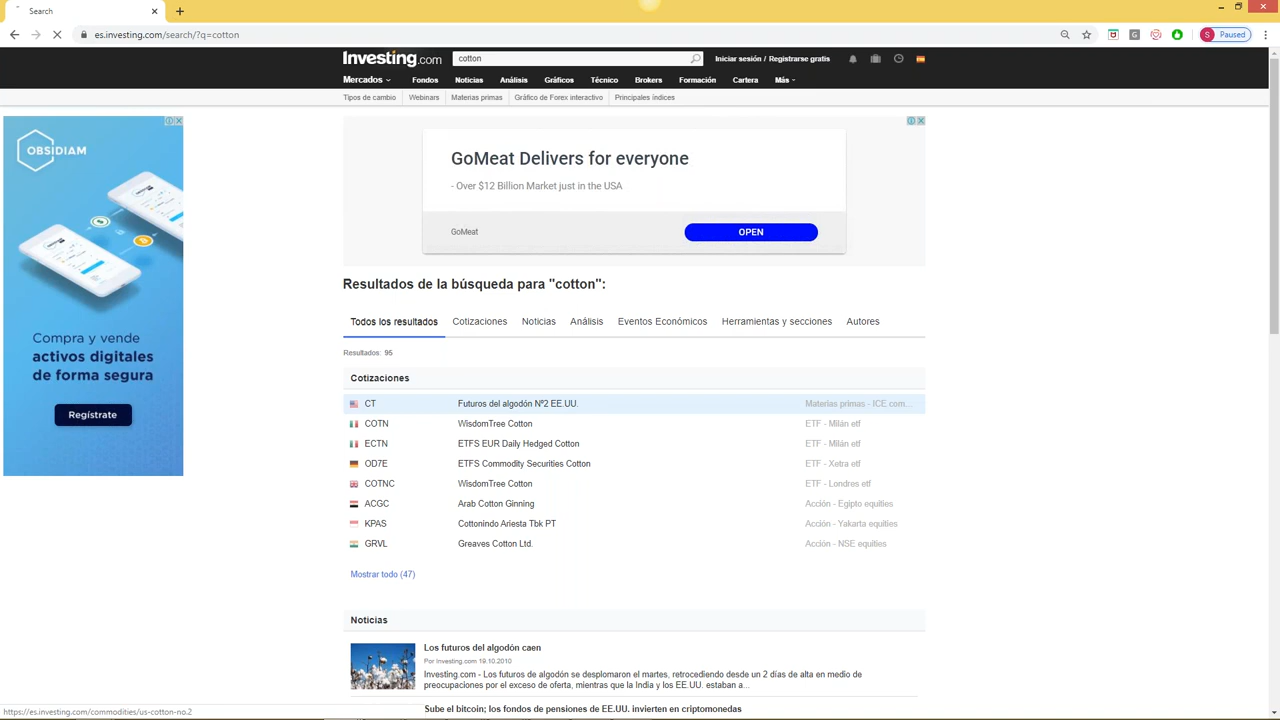 Search
es.investing.com/search/?q=cotton
S Paused
Investing.com
cotton
Iniciar sesión / Registrarse gratis
Mercados Fondos Noticias Análisis Gráficos Técnico Brokers Formación Cartera Más
Tipos de cambio Webinars Materias primas Gráfico de Forex interactivo Principales índices
OBSIDIAM
Compra y vende
activos digitales
de forma segura
Regístrate
GoMeat Delivers for everyone
- Over $12 Billion Market just in the USA
GoMeat
OPEN
Resultados de la búsqueda para "cotton":
Todos los resultados Cotizaciones Noticias Análisis Eventos Económicos Herramientas y secciones Autores
Resultados: 95
Cotizaciones
CT Futuros del algodón Nº2 EE.UU. Materias primas - ICE com...
COTN WisdomTree Cotton ETF - Milán etf
ECTN ETFS EUR Daily Hedged Cotton ETF - Milán etf
OD7E ETFS Commodity Securities Cotton ETF - Xetra etf
COTNC WisdomTree Cotton ETF - Londres etf
ACGC Arab Cotton Ginning Acción - Egipto equities
KPAS Cottonindo Ariesta Tbk PT Acción - Yakarta equities
GRVL Greaves Cotton Ltd. Acción - NSE equities
Mostrar todo (47)
Noticias
Los futuros del algodón caen
Por Investing.com 19.10.2010
Investing.com - Los futuros de algodón se desplomaron el martes, retrocediendo desde un 2 días de alta en medio de
preocupaciones por el exceso de oferta, mientras que la India y los EE.UU. estaban a...
Sube el bitcoin; los fondos de pensiones de EE.UU. invierten en criptomonedas
https://es.investing.com/commodities/us-cotton-no.2